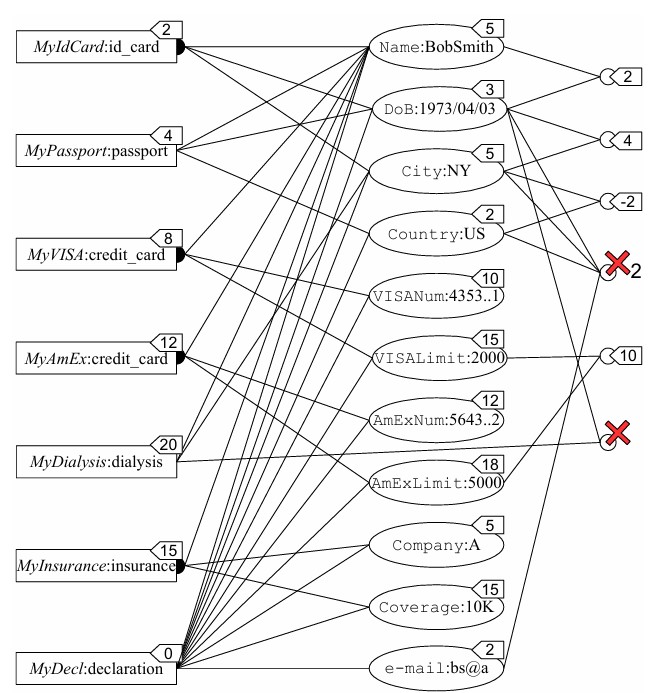 2
MyIdCard:id_card
5
Name:BobSmith
2
4
MyPassport:passport
3
DoB:1973/04/03
4
5
City:NY
-2
8
MyVISA:credit_card
2
Country:US
2
10
VISANum:4353..1
12
MyAmEx:credit_card
15
VISALimit:2000
10
20
MyDialysis:dialysis
12
AmExNum:5643..2
18
AmExLimit:5000
15
MyInsurance:insurance
5
Company:A
15
Coverage:10K
0
MyDecl:declaration
2
e-mail:bs@a